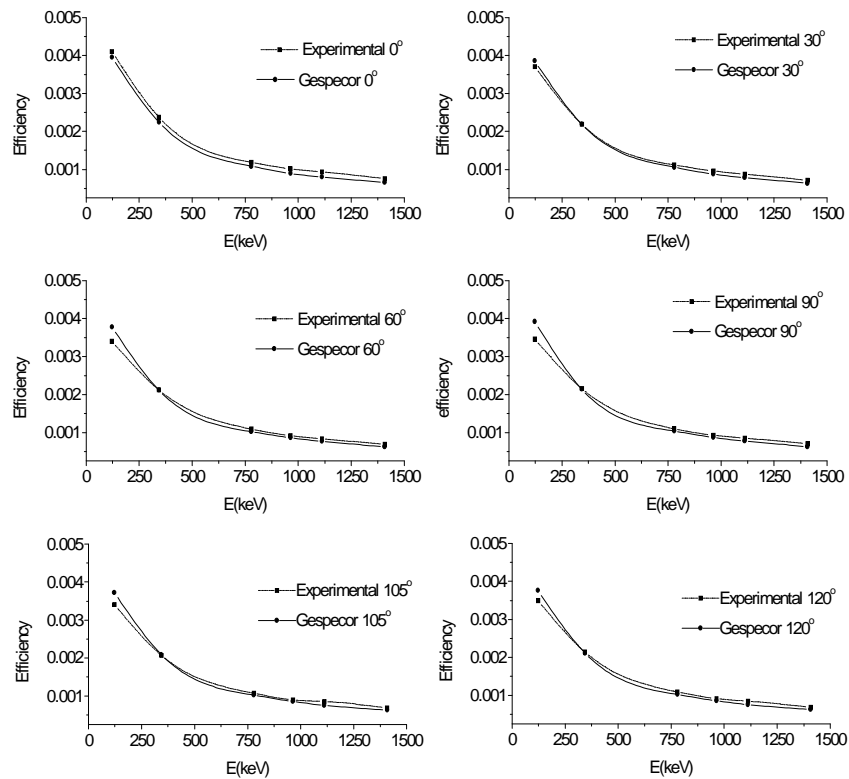 0.005
0.004
0.003
0.002
0.001
Efficiency
0 250 500 750 1000 1250 1500
E(keV)
Experimental 0°
Gespecor 0°
0.005
0.004
0.003
0.002
0.001
Efficiency
0 250 500 750 1000 1250 1500
E(keV)
Experimental 30°
Gespecor 30°
0.005
0.004
0.003
0.002
0.001
Efficiency
0 250 500 750 1000 1250 1500
E(keV)
Experimental 60°
Gespecor 60°
0.005
0.004
0.003
0.002
0.001
efficiency
0 250 500 750 1000 1250 1500
E(keV)
Experimental 90°
Gespecor 90°
0.005
0.004
0.003
0.002
0.001
Efficiency
0 250 500 750 1000 1250 1500
E(keV)
Experimental 105°
Gespecor 105°
0.005
0.004
0.003
0.002
0.001
Efficiency
0 250 500 750 1000 1250 1500
E(keV)
Experimental 120°
Gespecor 120°